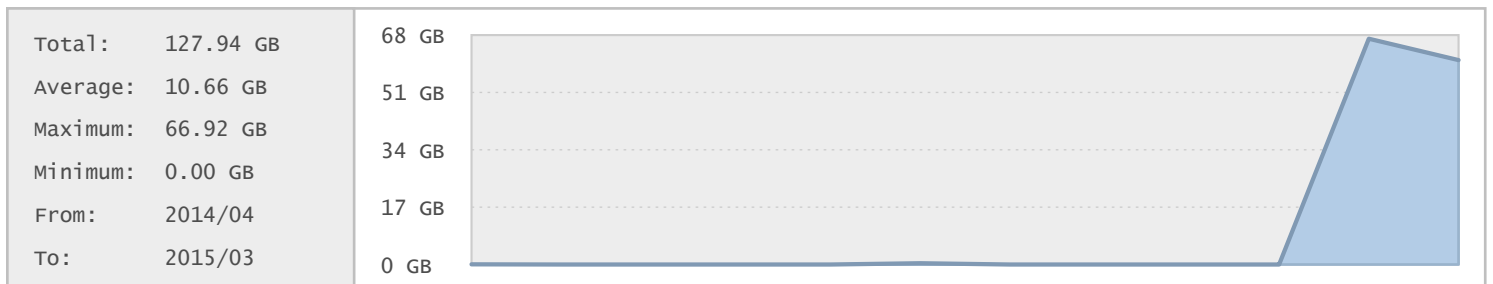 Total: 127.94 GB
Average: 10.66 GB
Maximum: 66.92 GB
Minimum: 0.00 GB
From: 2014/04
To: 2015/03
68 GB
51 GB
34 GB
17 GB
0 GB